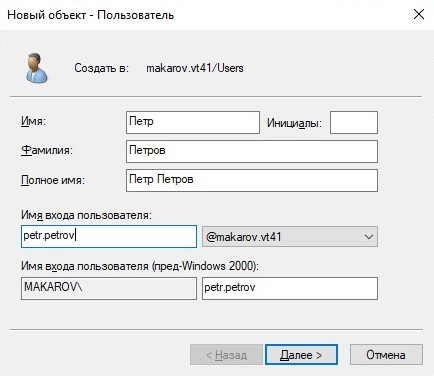 Новый объект - Пользователь
Создать в: makarov.vt41/Users
Имя: Петр Инициалы:
Фамилия: Петров
Полное имя: Петр Петров
Имя входа пользователя:
petr.petrov @makarov.vt41
Имя входа пользователя (пред-Windows 2000):
MAKAROV\ petr.petrov
< Назад Далее > Отмена